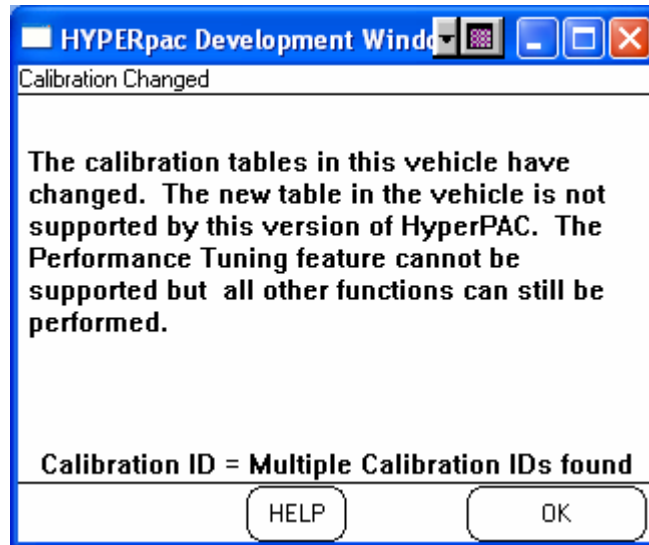 HYPERpac Development Windo
Calibration Changed
The calibration tables in this vehicle have
changed.  The new table in the vehicle is not
supported by this version of HyperPAC.  The
Performance Tuning feature cannot be
supported but  all other functions can still be
performed.
Calibration ID = Multiple Calibration IDs found
HELP
OK